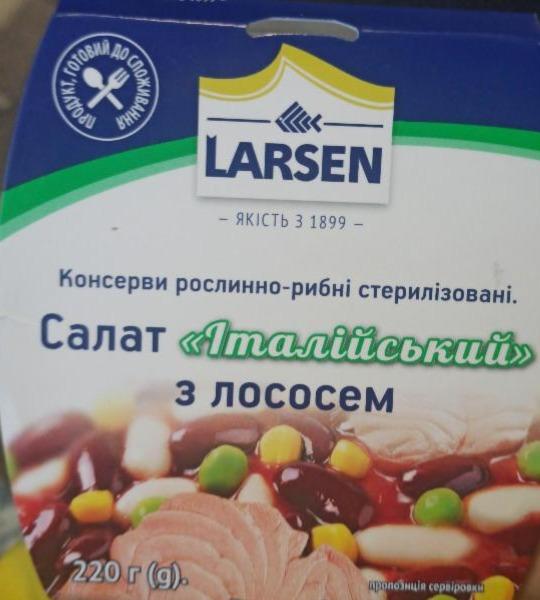 ПРОДУКТ, ГОТОВИЙ ДО СПОЖИВАННЯ
LARSEN
– ЯКІСТЬ З 1899 –
Консерви рослинно-рибні стерилізовані.
Салат «Італійський»
з лососем
220 г (g).
пропозиція сервіровки